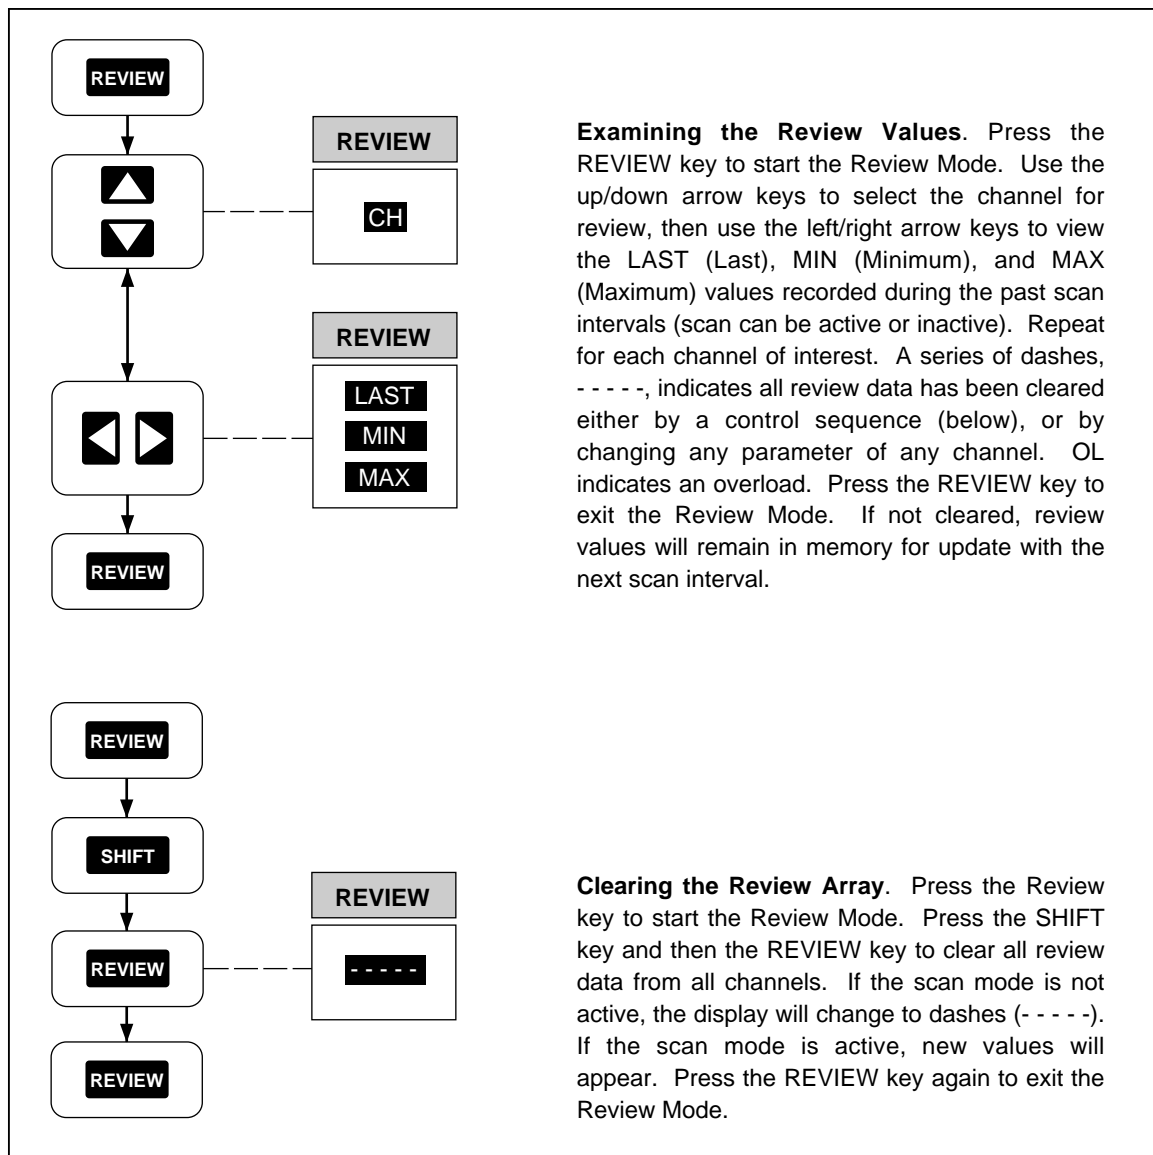 REVIEW
REVIEW
CH
REVIEW
LAST
MIN
MAX
REVIEW
Examining the Review Values. Press the
REVIEW key to start the Review Mode. Use the
up/down arrow keys to select the channel for
review, then use the left/right arrow keys to view
the LAST (Last), MIN (Minimum), and MAX
(Maximum) values recorded during the past scan
intervals (scan can be active or inactive). Repeat
for each channel of interest. A series of dashes,
- - - - -, indicates all review data has been cleared
either by a control sequence (below), or by
changing any parameter of any channel. OL
indicates an overload. Press the REVIEW key to
exit the Review Mode. If not cleared, review
values will remain in memory for update with the
next scan interval.
REVIEW
SHIFT
REVIEW
REVIEW
- - - - -
REVIEW
Clearing the Review Array. Press the Review
key to start the Review Mode. Press the SHIFT
key and then the REVIEW key to clear all review
data from all channels. If the scan mode is not
active, the display will change to dashes (- - - - -).
If the scan mode is active, new values will
appear. Press the REVIEW key again to exit the
Review Mode.